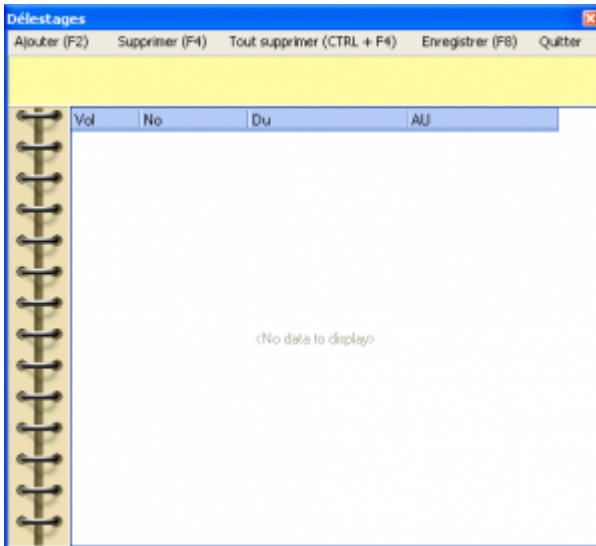 Délestages
Ajouter (F2) Supprimer (F4) Tout supprimer (CTRL + F4) Enregistrer (F8) Quitter
Vol No Du AU
<No data to display>